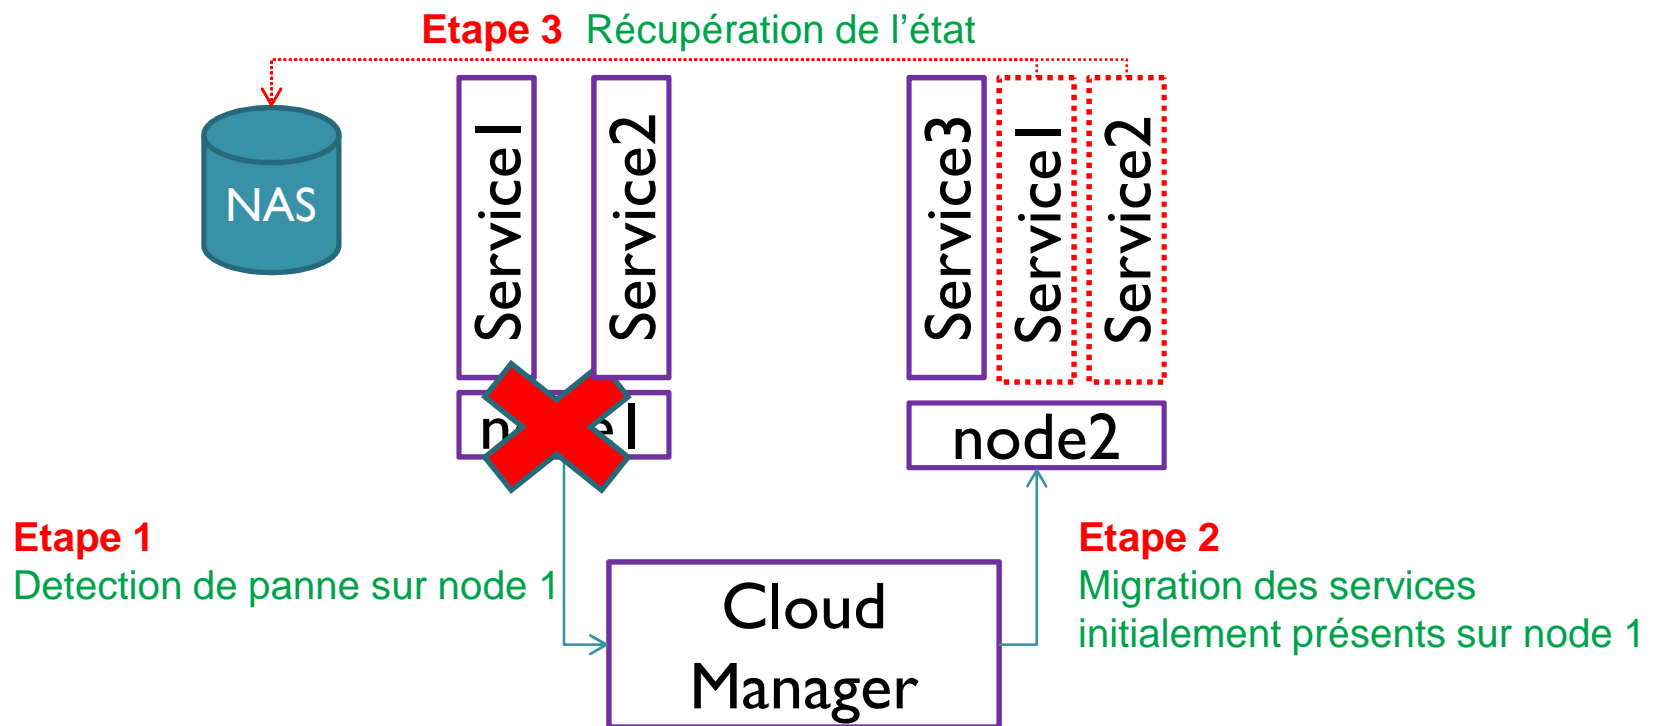 Etape 3 Récupération de l’état
NAS
Service1
Service2
Service3
Service1
Service2
node2
Etape 1
Detection de panne sur node 1
Cloud
Manager
Etape 2
Migration des services
initialement présents sur node 1